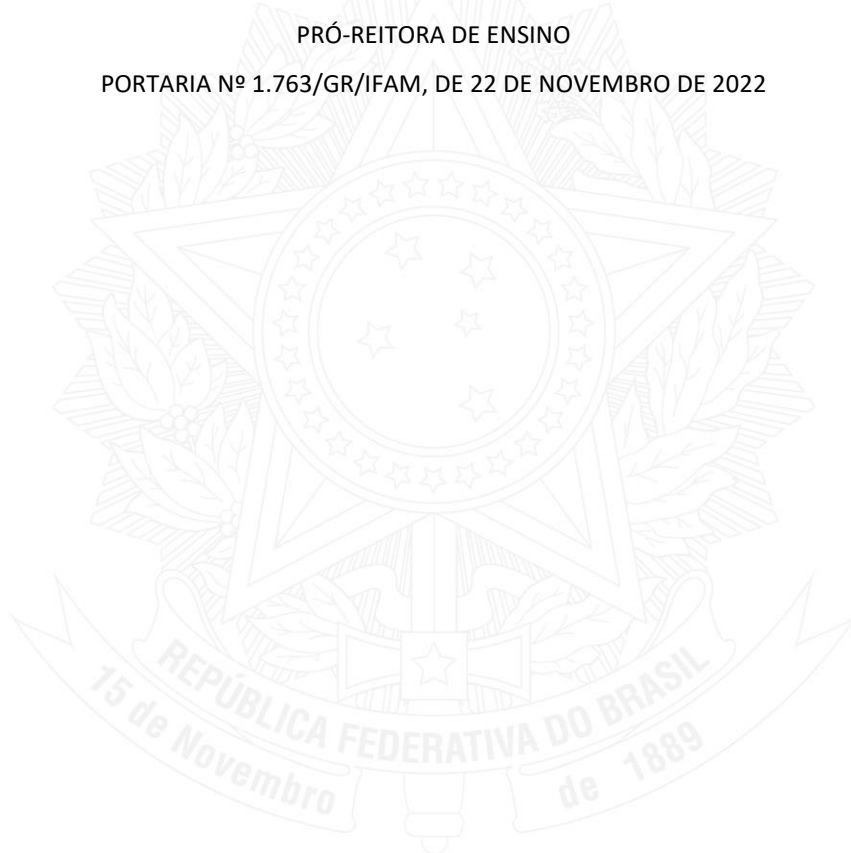 PRÓ-REITORA DE ENSINO
PORTARIA Nº 1.763/GR/IFAM, DE 22 DE NOVEMBRO DE 2022
REPÚBLICA FEDERATIVA DO BRASIL
15 de Novembro de 1889